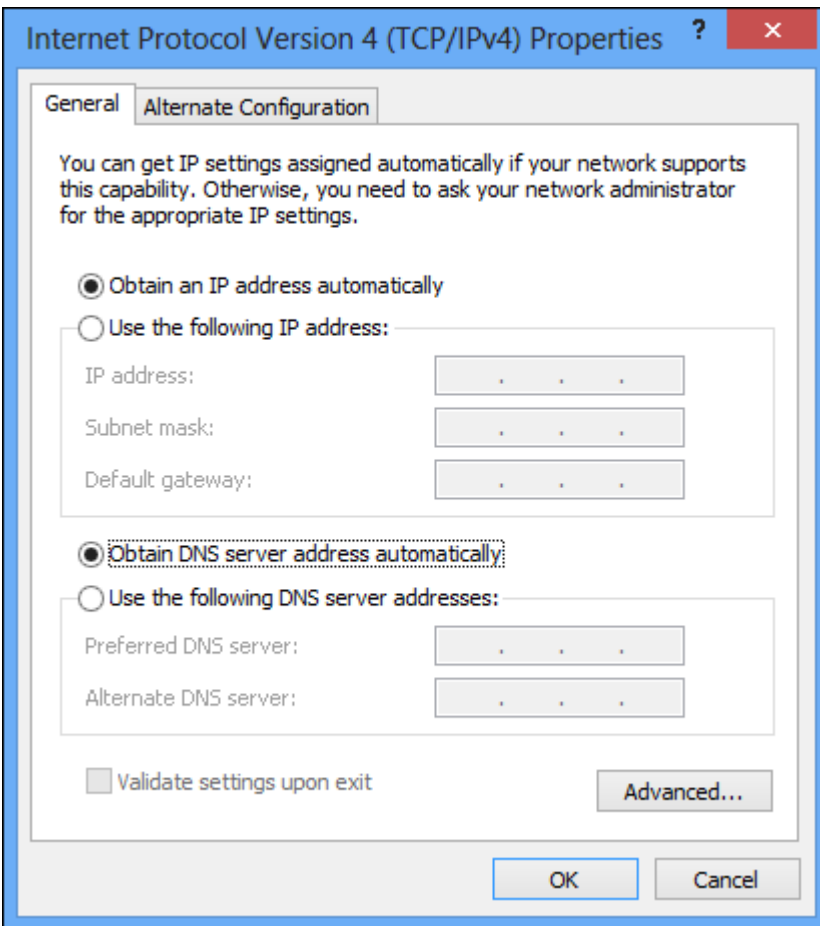 Internet Protocol Version 4 (TCP/IPv4) Properties ?
General Alternate Configuration
You can get IP settings assigned automatically if your network supports
this capability. Otherwise, you need to ask your network administrator
for the appropriate IP settings.
Obtain an IP address automatically
Use the following IP address:
IP address: . . .
Subnet mask: . . .
Default gateway: . . .
Obtain DNS server address automatically
Use the following DNS server addresses:
Preferred DNS server: . . .
Alternate DNS server: . . .
Validate settings upon exit
Advanced...
OK Cancel